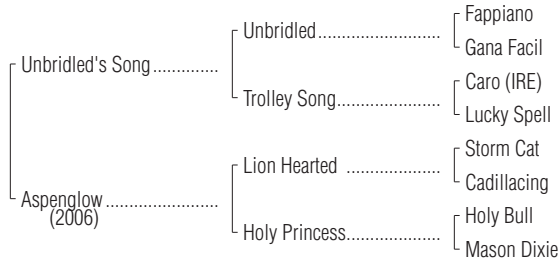 Fappiano
Unbridled..............................
Gana Facil
Unbridled's Song................
Caro (IRE)
Trolley Song..........................
Lucky Spell
Storm Cat
Lion Hearted ........................
Cadillacing
Aspenglow ...........................
(2006)
Holy Bull
Holy Princess.......................
Mason Dixie